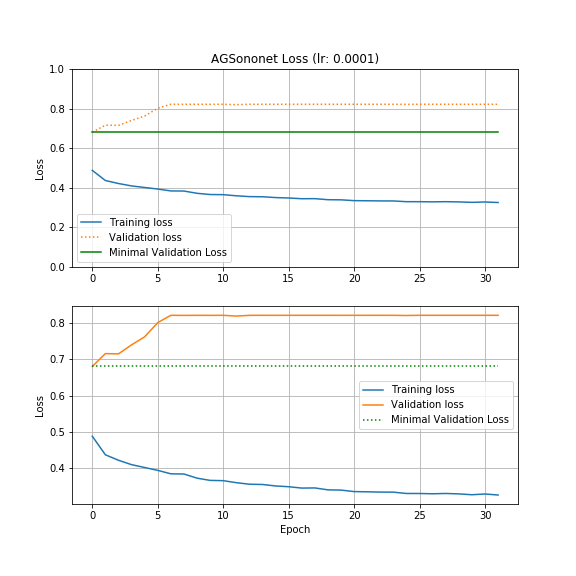 AGSononet Loss (lr: 0.0001)
1.0
0.8
0.6
0.4
0.2
0.0
Loss
Training loss
Validation loss
Minimal Validation Loss
0 5 10 15 20 25 30
0.8
0.7
0.6
0.5
0.4
Loss
Training loss
Validation loss
Minimal Validation Loss
0 5 10 15 20 25 30
Epoch